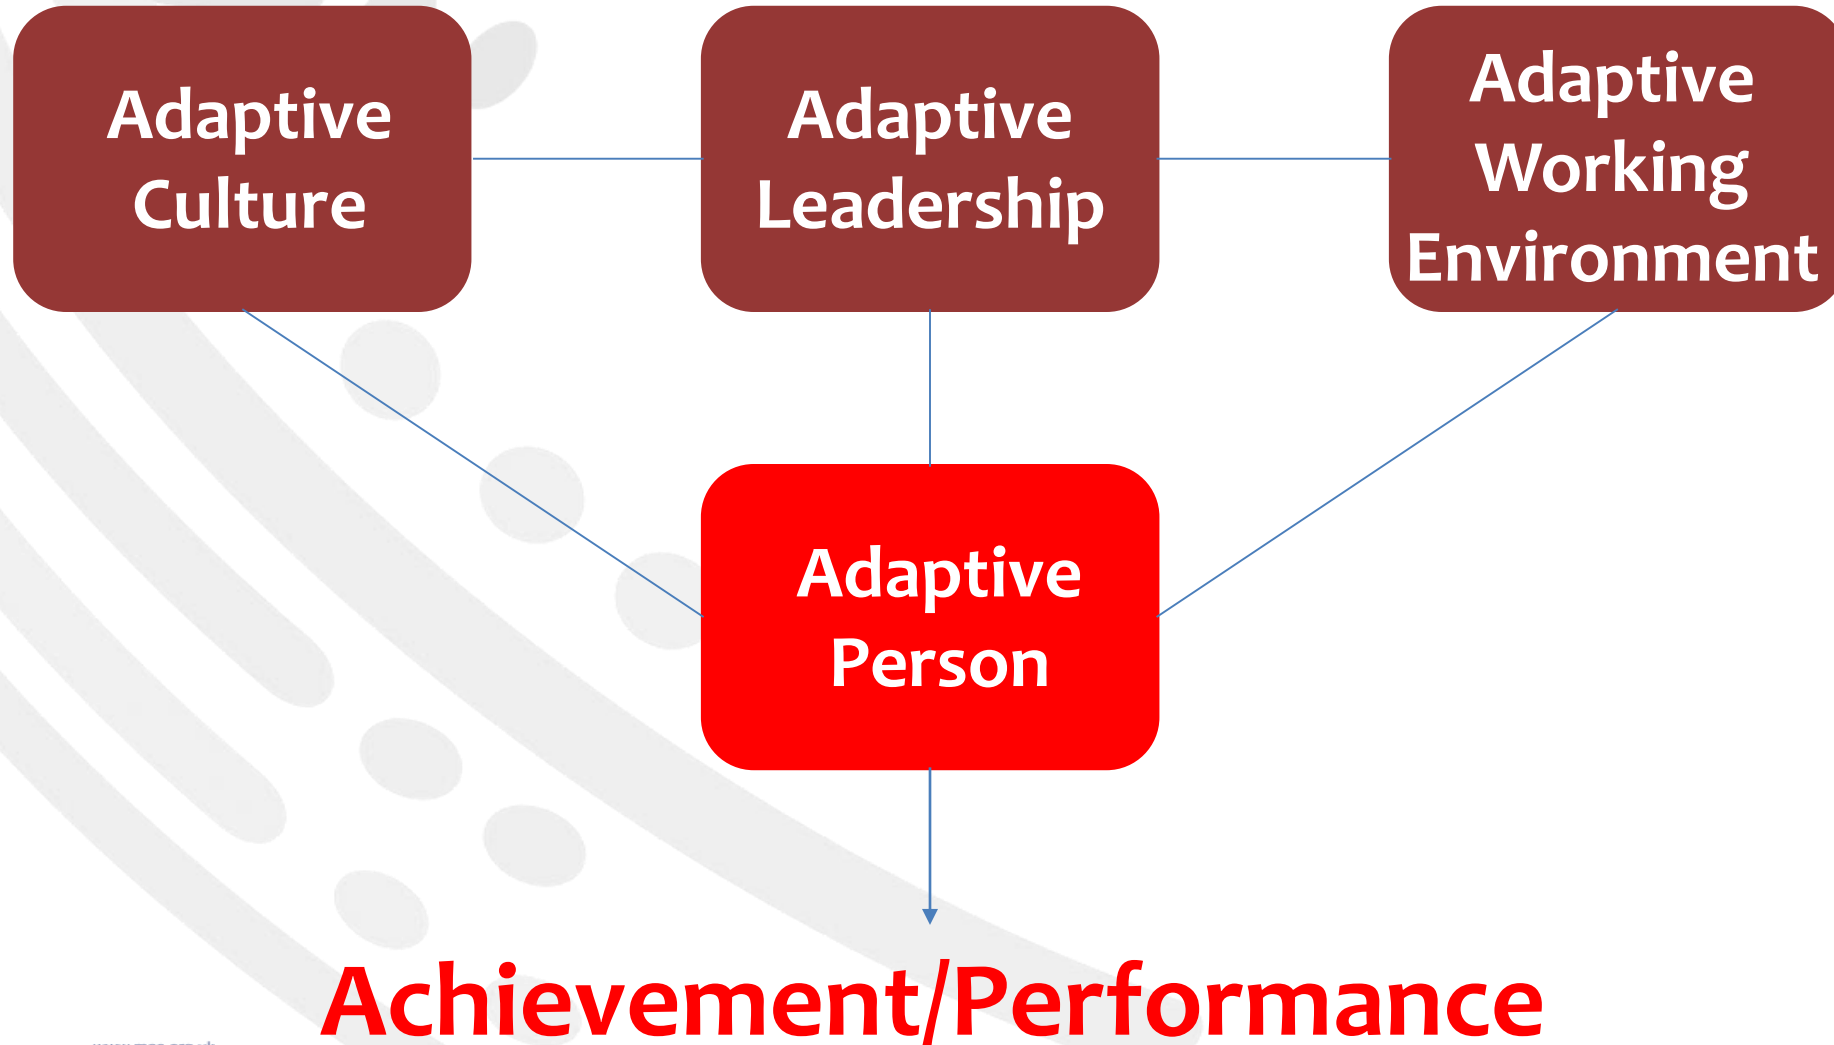 Adaptive
Culture
Adaptive
Leadership
Adaptive
Working
Environment
Adaptive
Person
Achievement/Performance